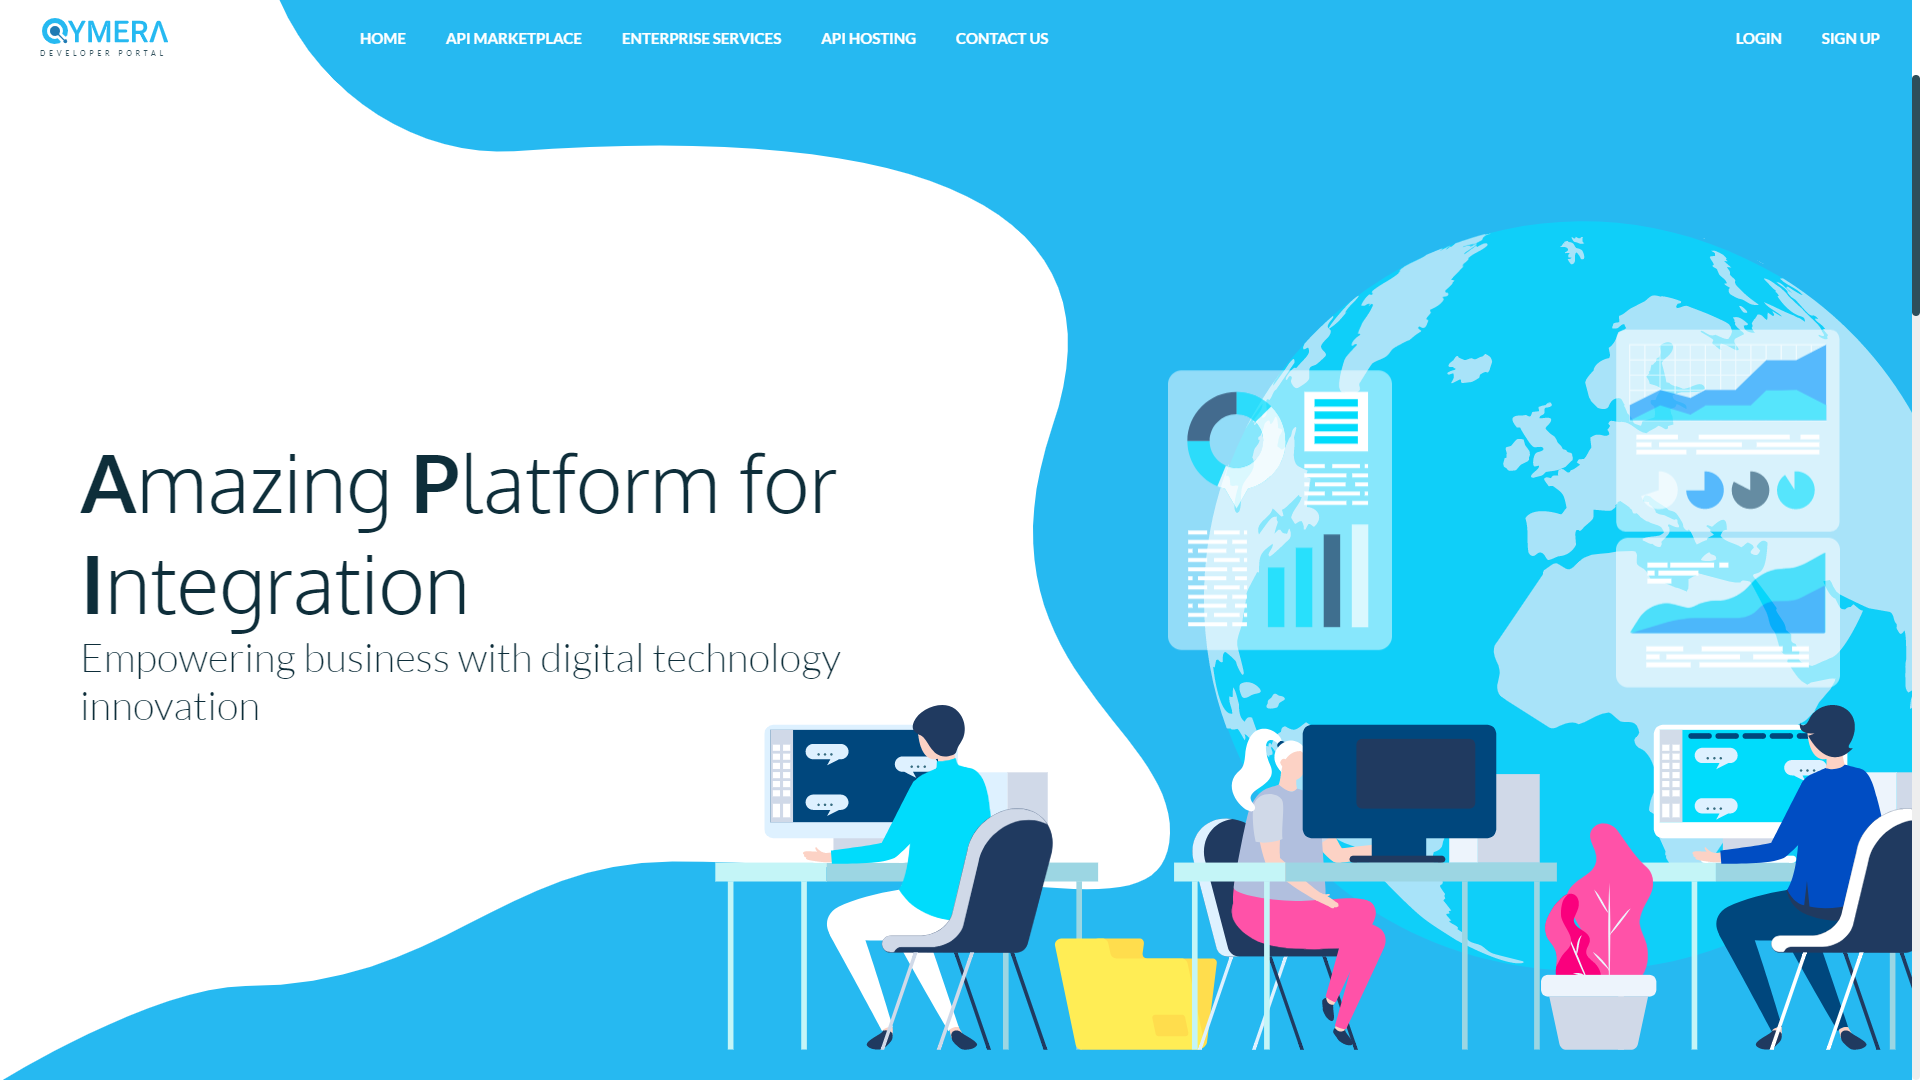 QYMERA
DEVELOPER PORTAL
HOME API MARKETPLACE ENTERPRISE SERVICES API HOSTING CONTACT US LOGIN SIGN UP
Amazing Platform for
Integration
Empowering business with digital technology
innovation